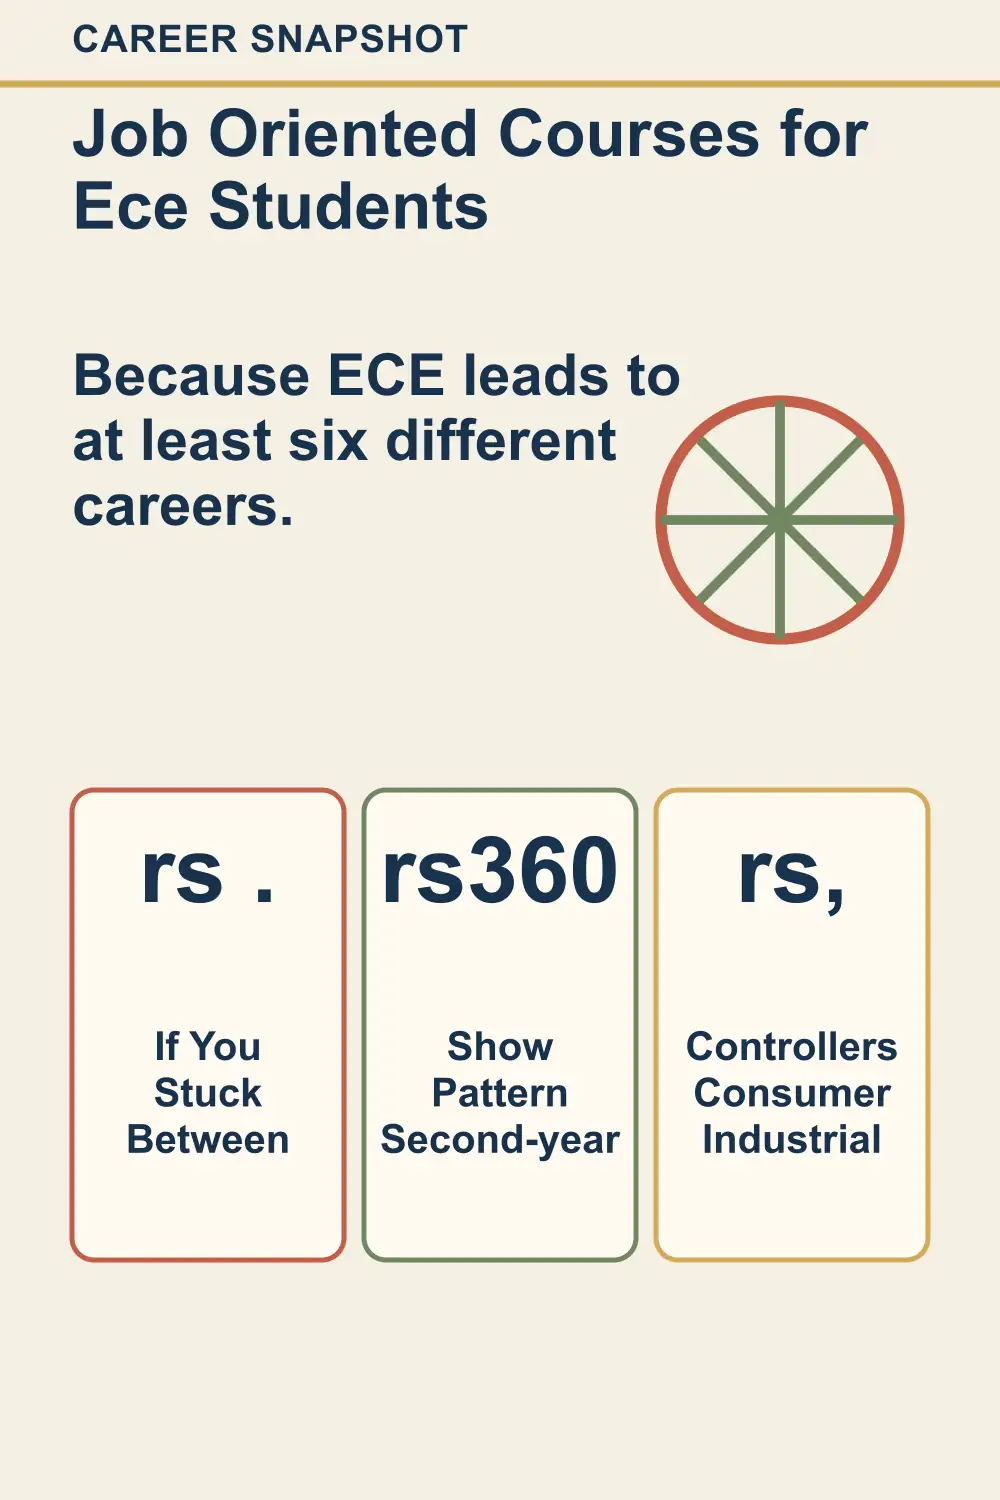 CAREER SNAPSHOT
Job Oriented Courses for
Ece Students
Because ECE leads to
at least six different
careers.
rs .
If You
Stuck
Between
rs360
Show
Pattern
Second-year
rs,
Controllers
Consumer
Industrial